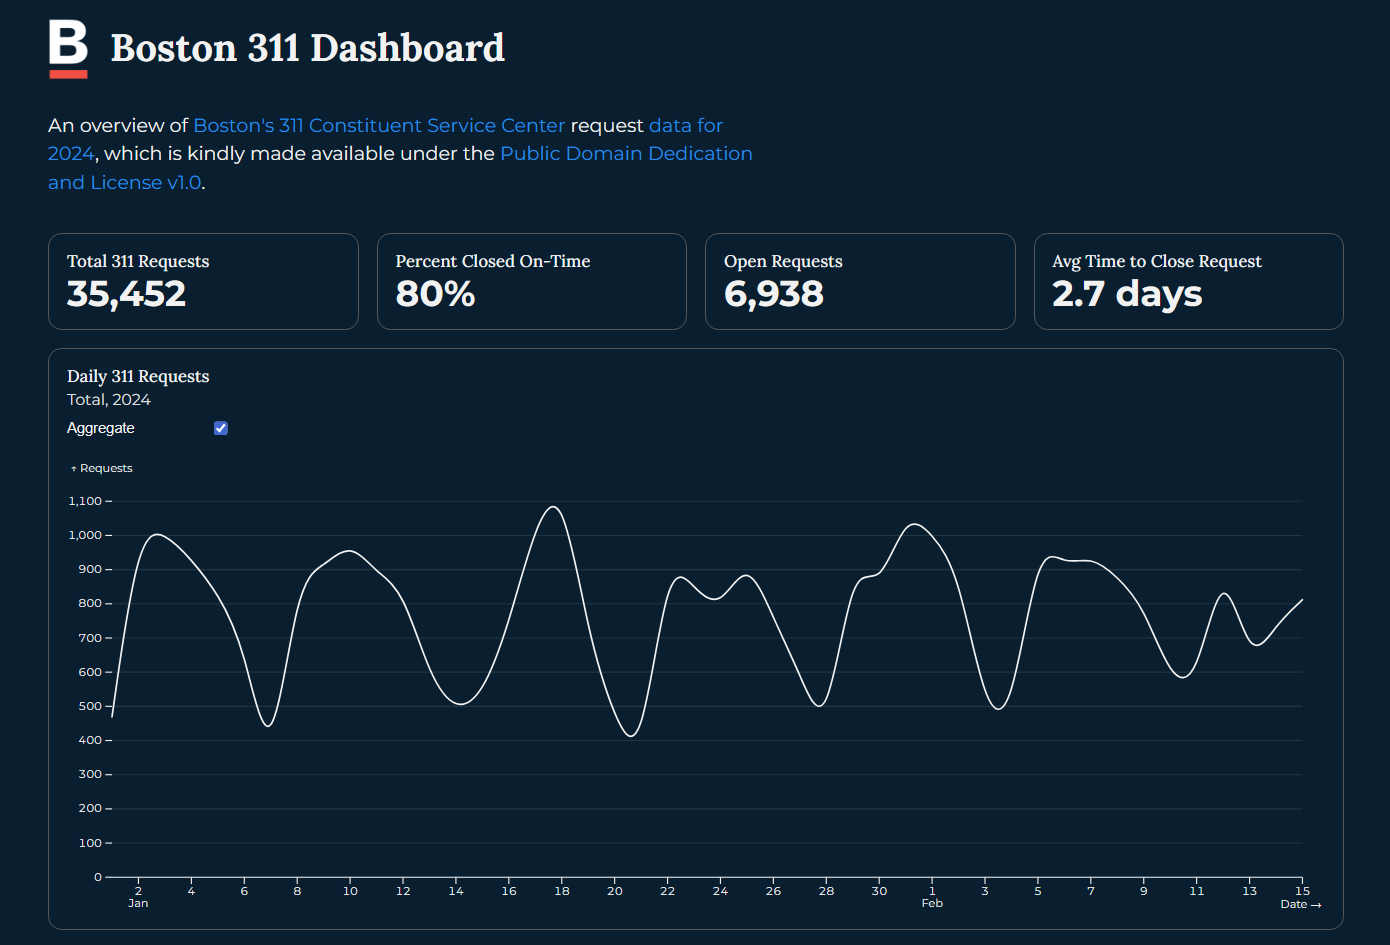 B Boston 311 Dashboard
An overview of Boston's 311 Constituent Service Center request data for
2024, which is kindly made available under the Public Domain Dedication
and License v1.0.
Total 311 Requests
35,452
Percent Closed On-Time
80%
Open Requests
6,938
Avg Time to Close Request
2.7 days
Daily 311 Requests
Total, 2024
Aggregate
↑ Requests
1,100
1,000
900
800
700
600
500
400
300
200
100
0
2 4 6 8 10 12 14 16 18 20 22 24 26 28 30 1 3 5 7 9 11 13 15
Jan Feb Date →